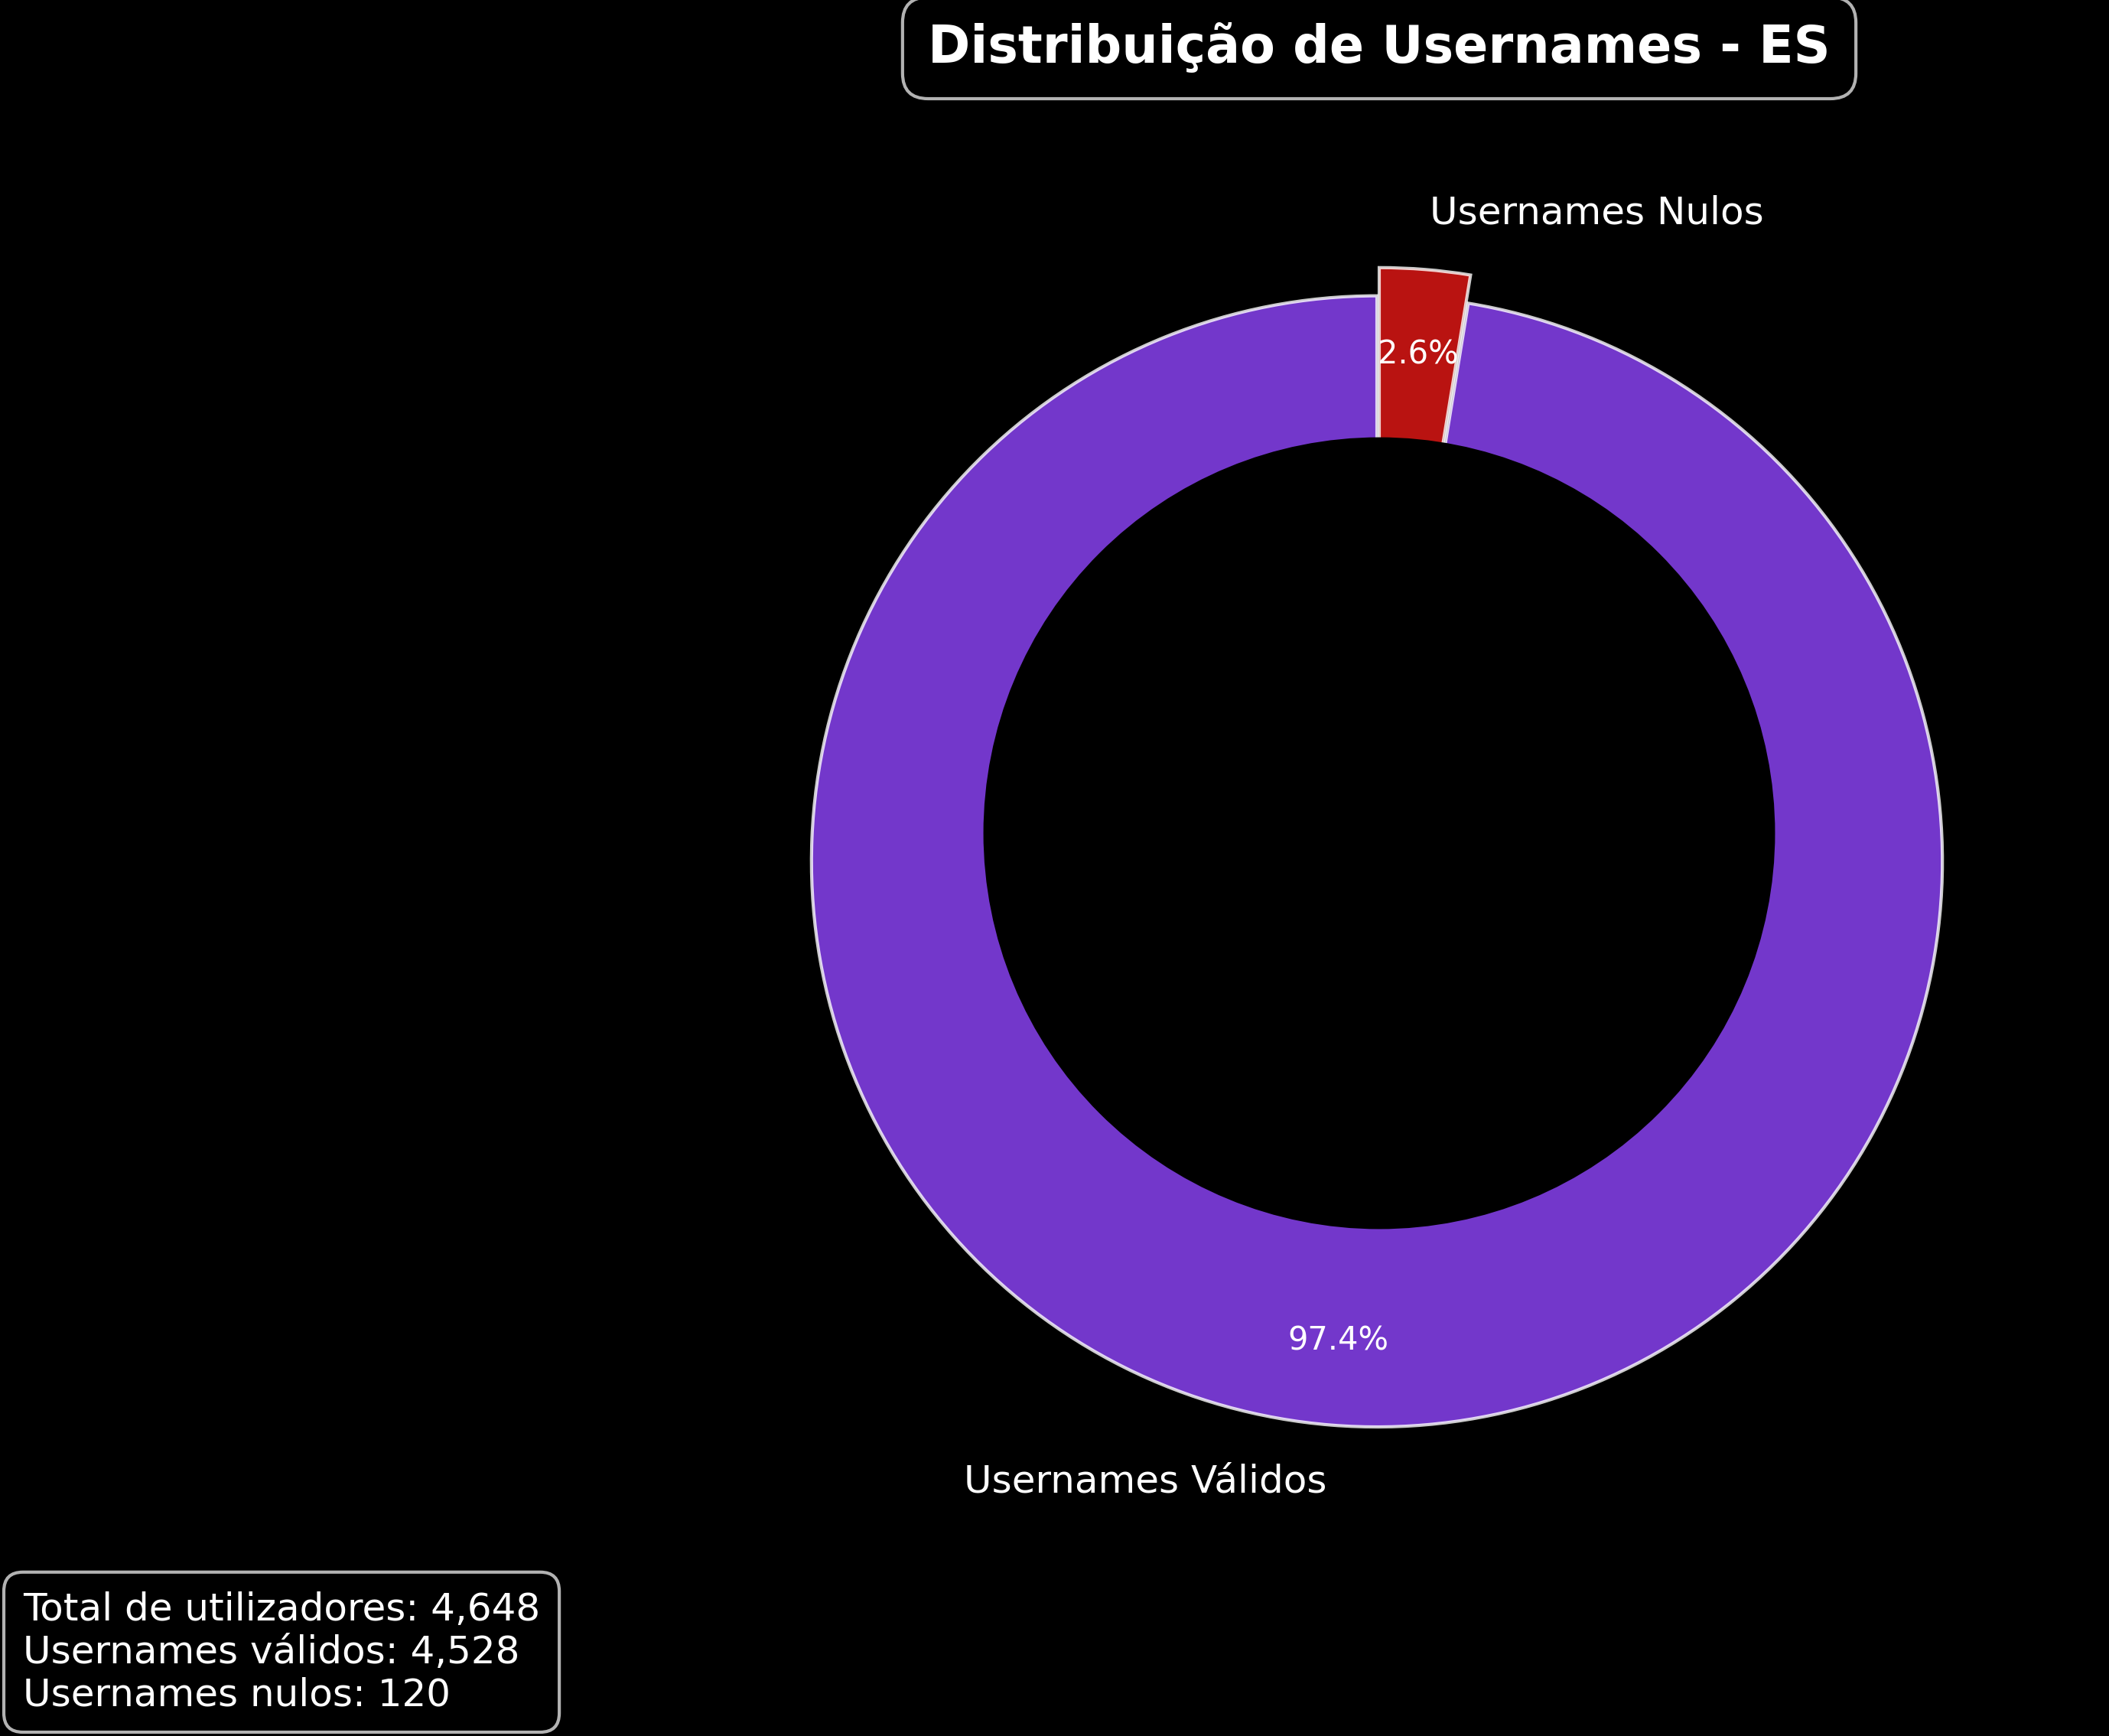 Distribuição de Usernames - ES
Usernames Nulos
2.6%
97.4%
Usernames Válidos
Total de utilizadores: 4,648
Usernames válidos: 4,528
Usernames nulos: 120